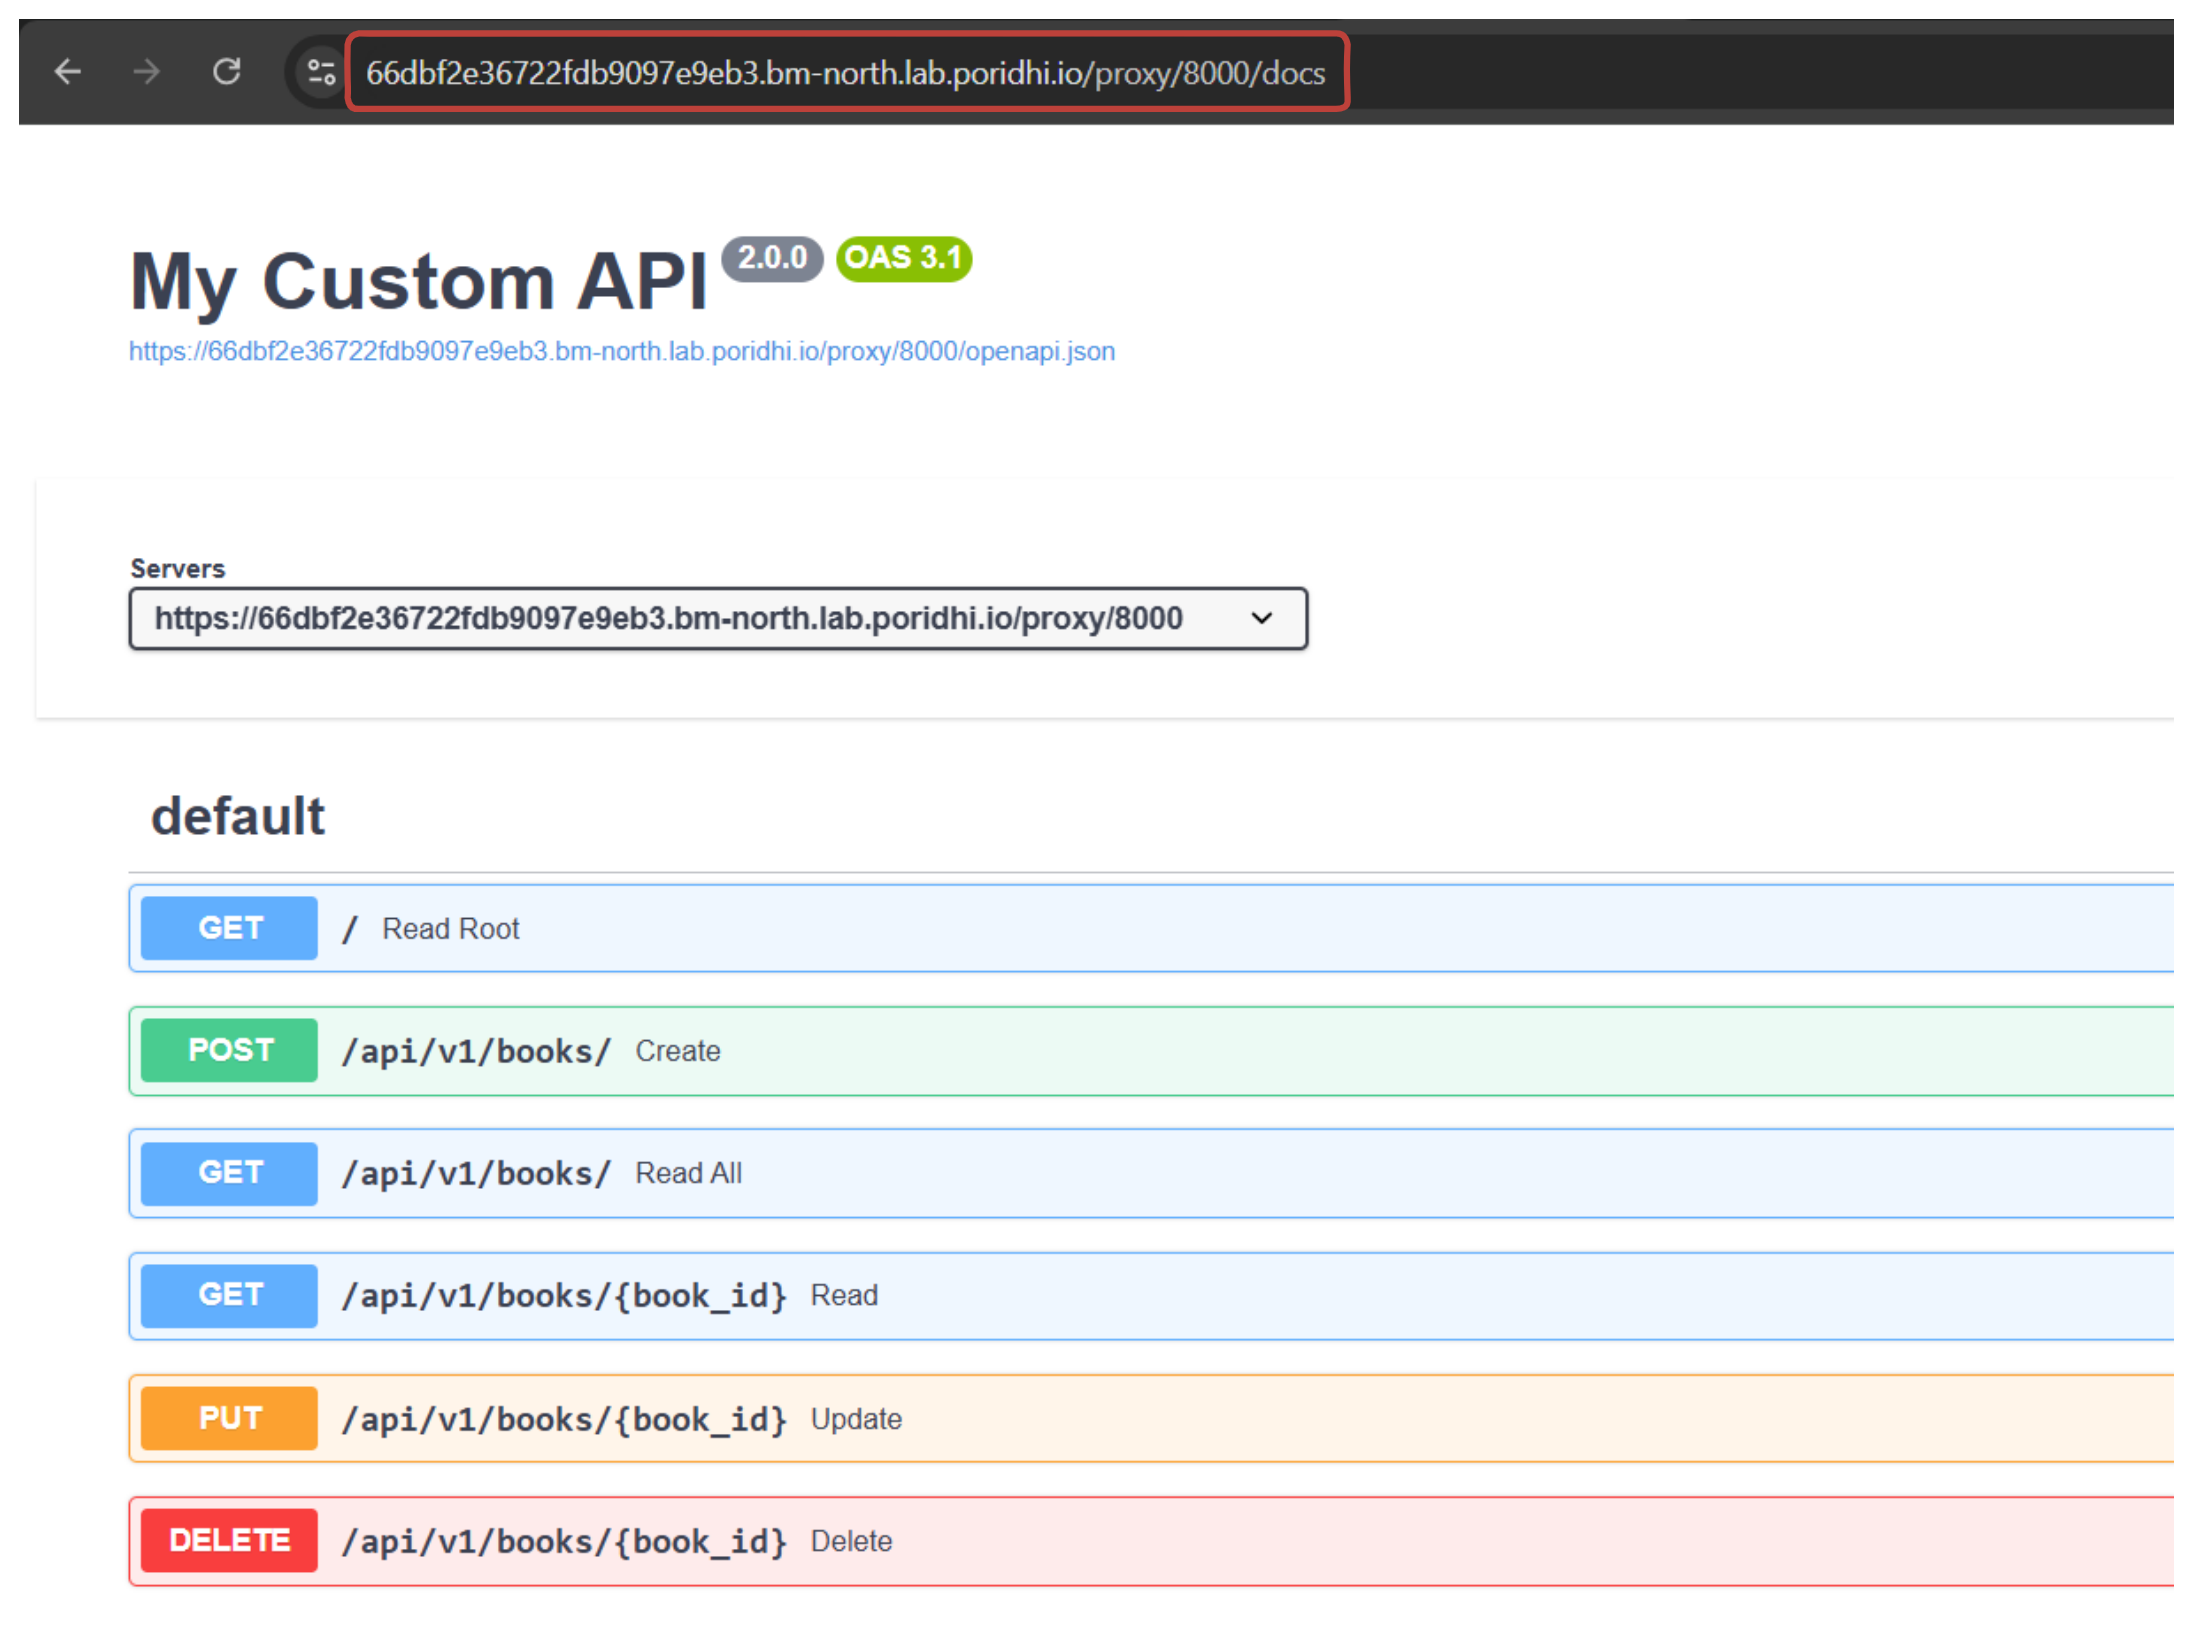 66dbf2e36722fdb9097e9eb3.bm-north.lab.poridhi.io/proxy/8000/docs
My Custom API 2.0.0 OAS 3.1
https://66dbf2e36722fdb9097e9eb3.bm-north.lab.poridhi.io/proxy/8000/openapi.json
Servers
https://66dbf2e36722fdb9097e9eb3.bm-north.lab.poridhi.io/proxy/8000
default
GET / Read Root
POST /api/v1/books/ Create
GET /api/v1/books/ Read All
GET /api/v1/books/{book_id} Read
PUT /api/v1/books/{book_id} Update
DELETE /api/v1/books/{book_id} Delete